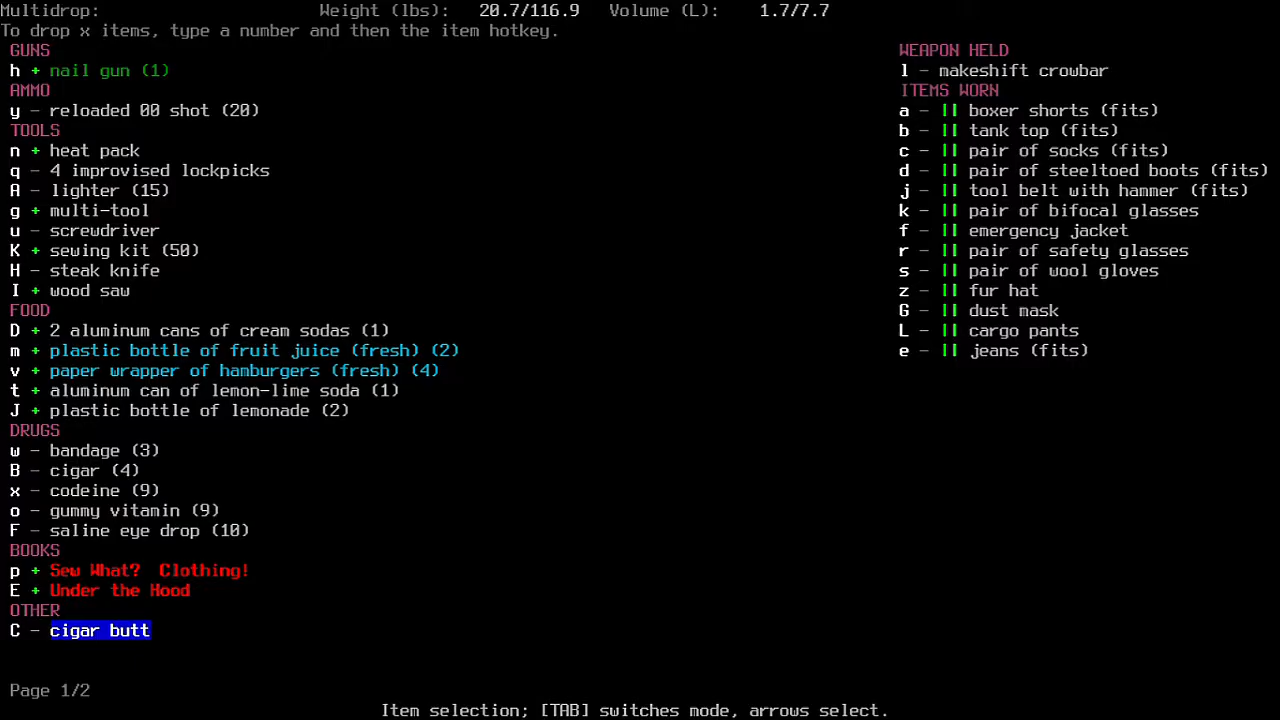 Multidrop: Weight (lbs): 20.7/116.9 Volume (L): 1.7/7.7
To drop x items, type a number and then the item hotkey.
GUNS
h + nail gun (1)
AMMO
y - reloaded 00 shot (20)
TOOLS
n + heat pack
q - 4 improvised lockpicks
A - lighter (15)
g + multi-tool
u - screwdriver
K + sewing kit (50)
H - steak knife
I + wood saw
FOOD
D + 2 aluminum cans of cream sodas (1)
m + plastic bottle of fruit juice (fresh) (2)
v + paper wrapper of hamburgers (fresh) (4)
t + aluminum can of lemon-lime soda (1)
J + plastic bottle of lemonade (2)
DRUGS
w - bandage (3)
B - cigar (4)
x - codeine (9)
o - gummy vitamin (9)
F - saline eye drop (10)
BOOKS
p + Sew What?  Clothing!
E + Under the Hood
OTHER
C - cigar butt
WEAPON HELD
l - makeshift crowbar
ITEMS WORN
a - || boxer shorts (fits)
b - || tank top (fits)
c - || pair of socks (fits)
d - || pair of steeltoed boots (fits)
j - || tool belt with hammer (fits)
k - || pair of bifocal glasses
f - || emergency jacket
r - || pair of safety glasses
s - || pair of wool gloves
z - || fur hat
G - || dust mask
L - || cargo pants
e - || jeans (fits)
Page 1/2
Item selection; [TAB] switches mode, arrows select.